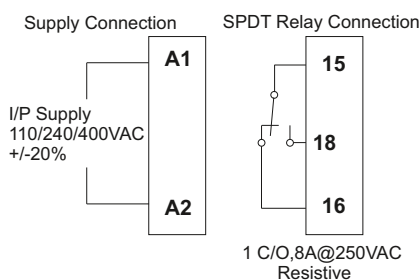 Supply Connection
SPDT Relay Connection
A1
I/P Supply
110/240/400VAC
+/-20%
A2
15
18
16
1 C/O,8A@250VAC
Resistive